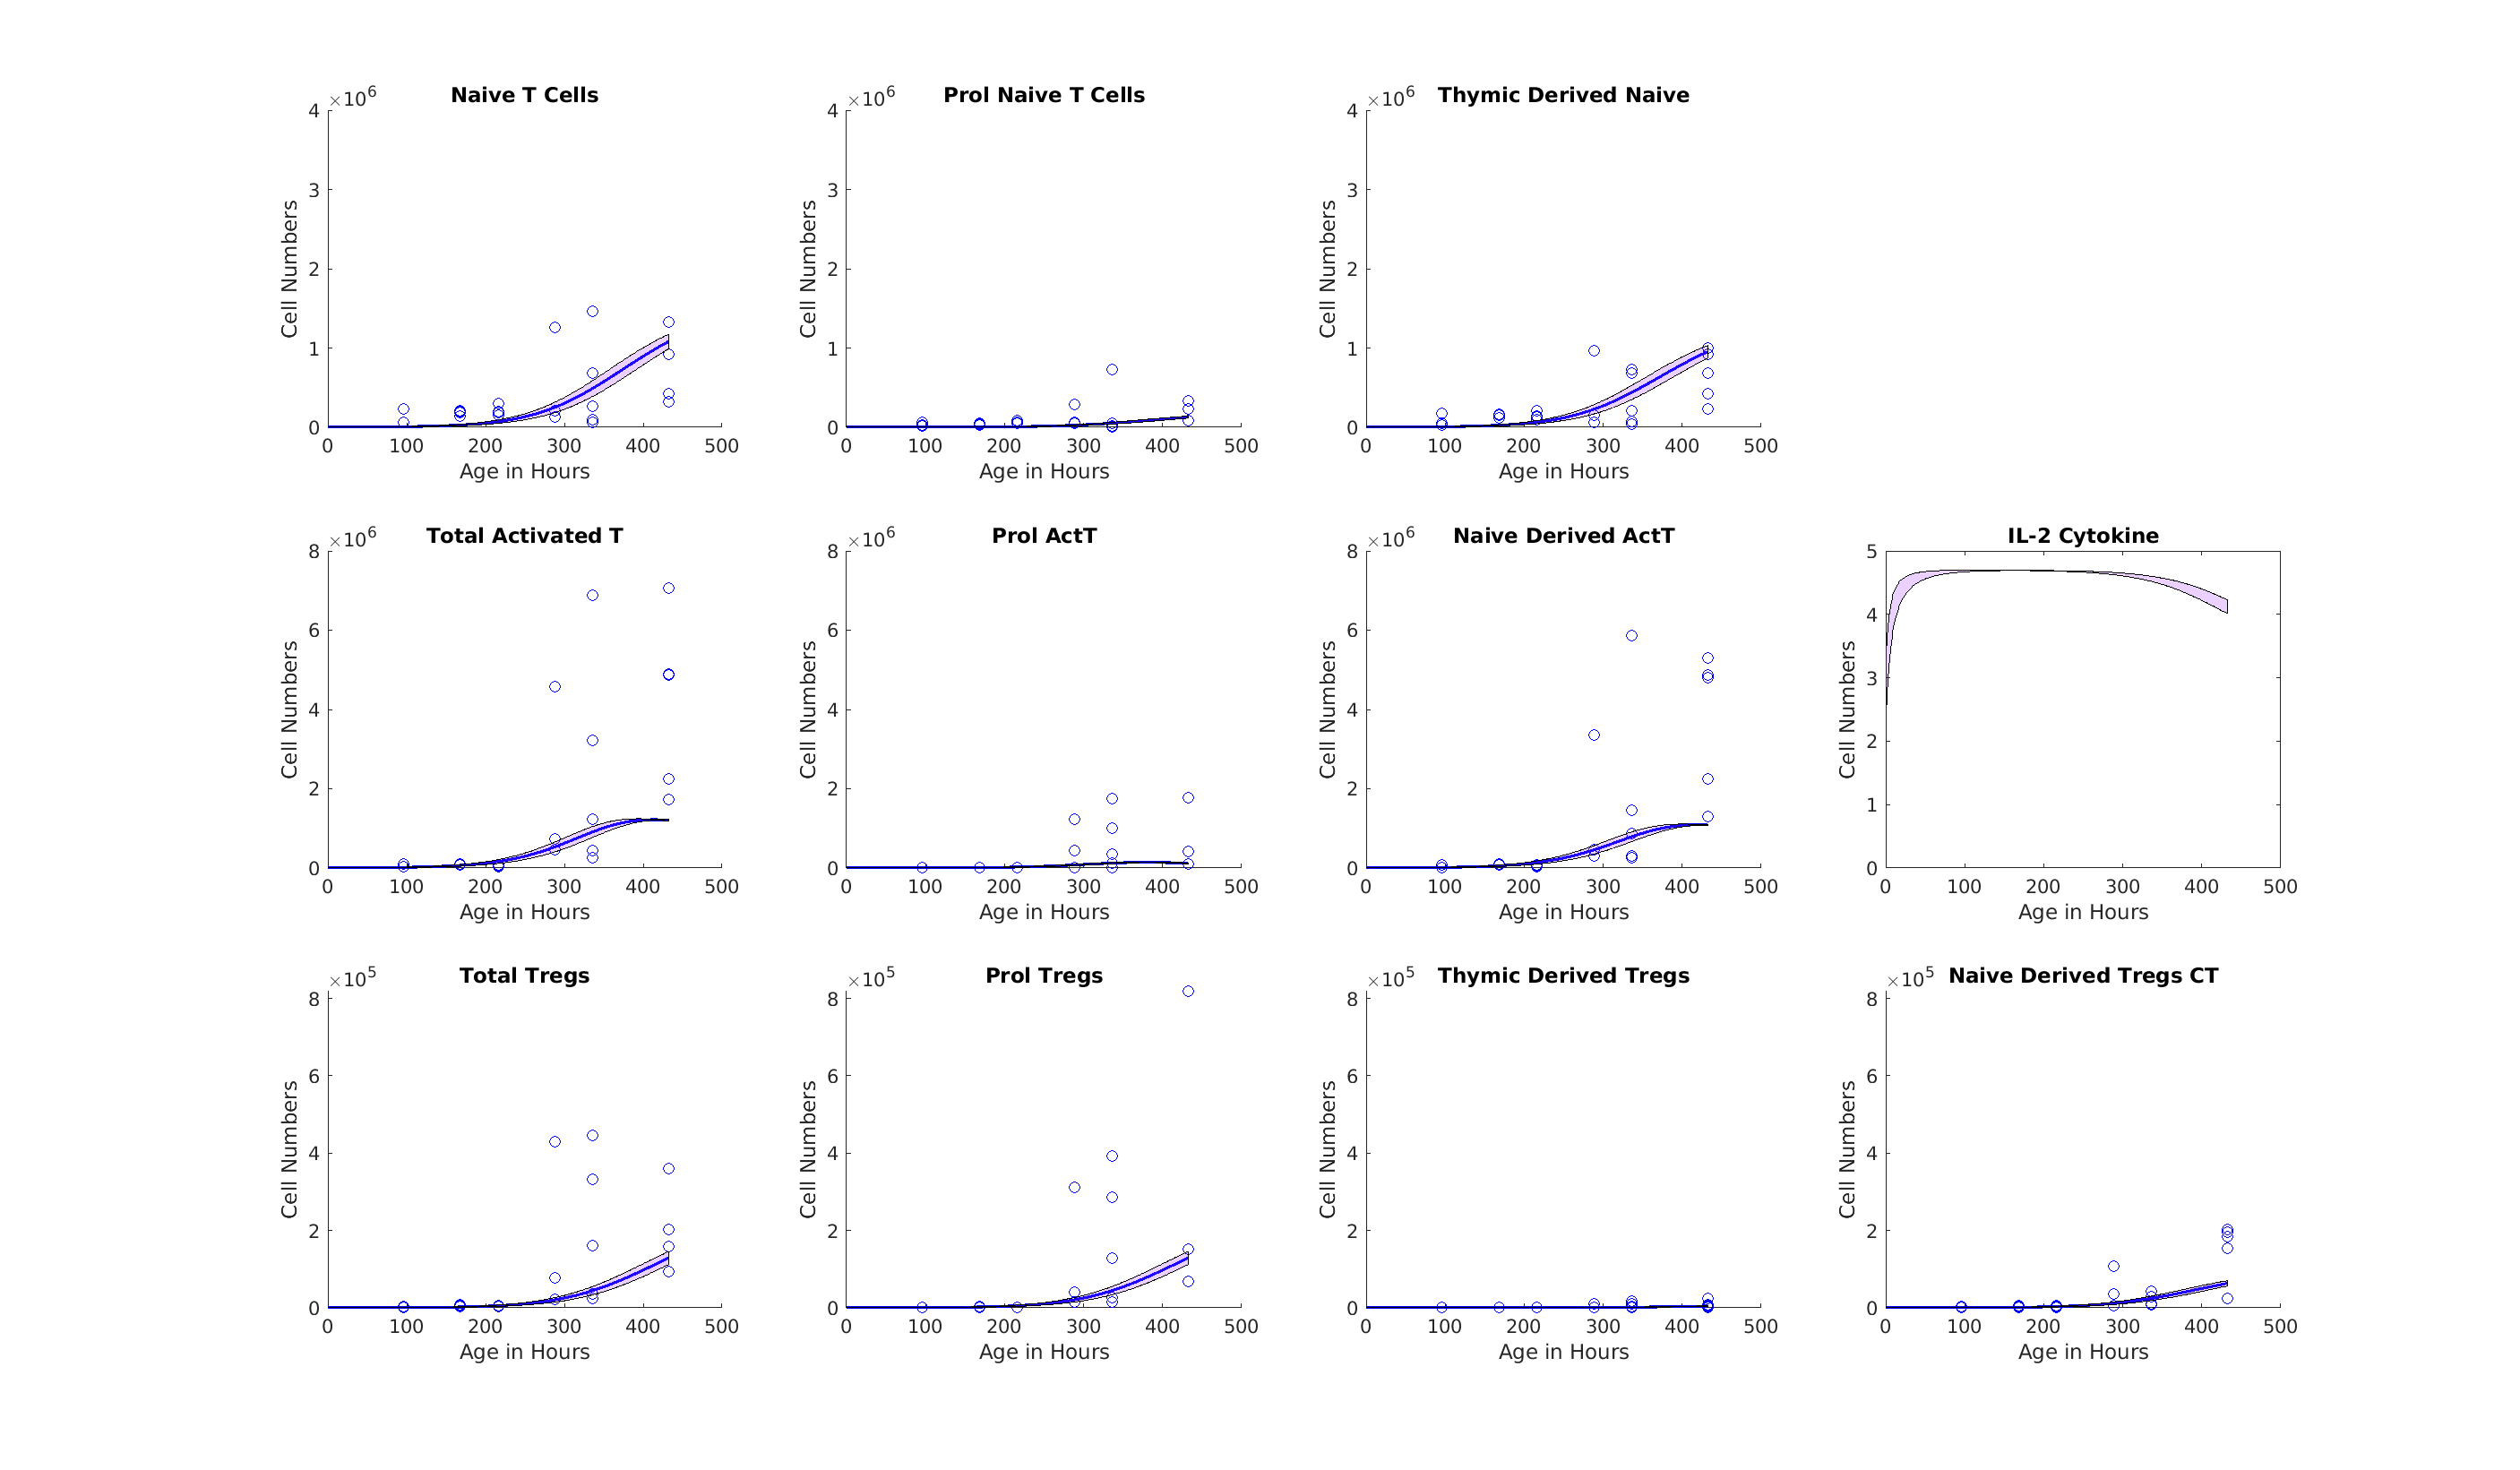 Naive T Cells
×10^6
4
3
2
1
0
Cell Numbers
0 100 200 300 400 500
Age in Hours
Prol Naive T Cells
×10^6
4
3
2
1
0
Cell Numbers
0 100 200 300 400 500
Age in Hours
Thymic Derived Naive
×10^6
4
3
2
1
0
Cell Numbers
0 100 200 300 400 500
Age in Hours
Total Activated T
×10^6
8
6
4
2
0
Cell Numbers
0 100 200 300 400 500
Age in Hours
Prol ActT
×10^6
8
6
4
2
0
Cell Numbers
0 100 200 300 400 500
Age in Hours
Naive Derived ActT
×10^6
8
6
4
2
0
Cell Numbers
0 100 200 300 400 500
Age in Hours
IL-2 Cytokine
5
4
3
2
1
0
Cell Numbers
0 100 200 300 400 500
Age in Hours
Total Tregs
×10^5
8
6
4
2
0
Cell Numbers
0 100 200 300 400 500
Age in Hours
Prol Tregs
×10^5
8
6
4
2
0
Cell Numbers
0 100 200 300 400 500
Age in Hours
Thymic Derived Tregs
×10^5
8
6
4
2
0
Cell Numbers
0 100 200 300 400 500
Age in Hours
Naive Derived Tregs CT
×10^5
8
6
4
2
0
Cell Numbers
0 100 200 300 400 500
Age in Hours